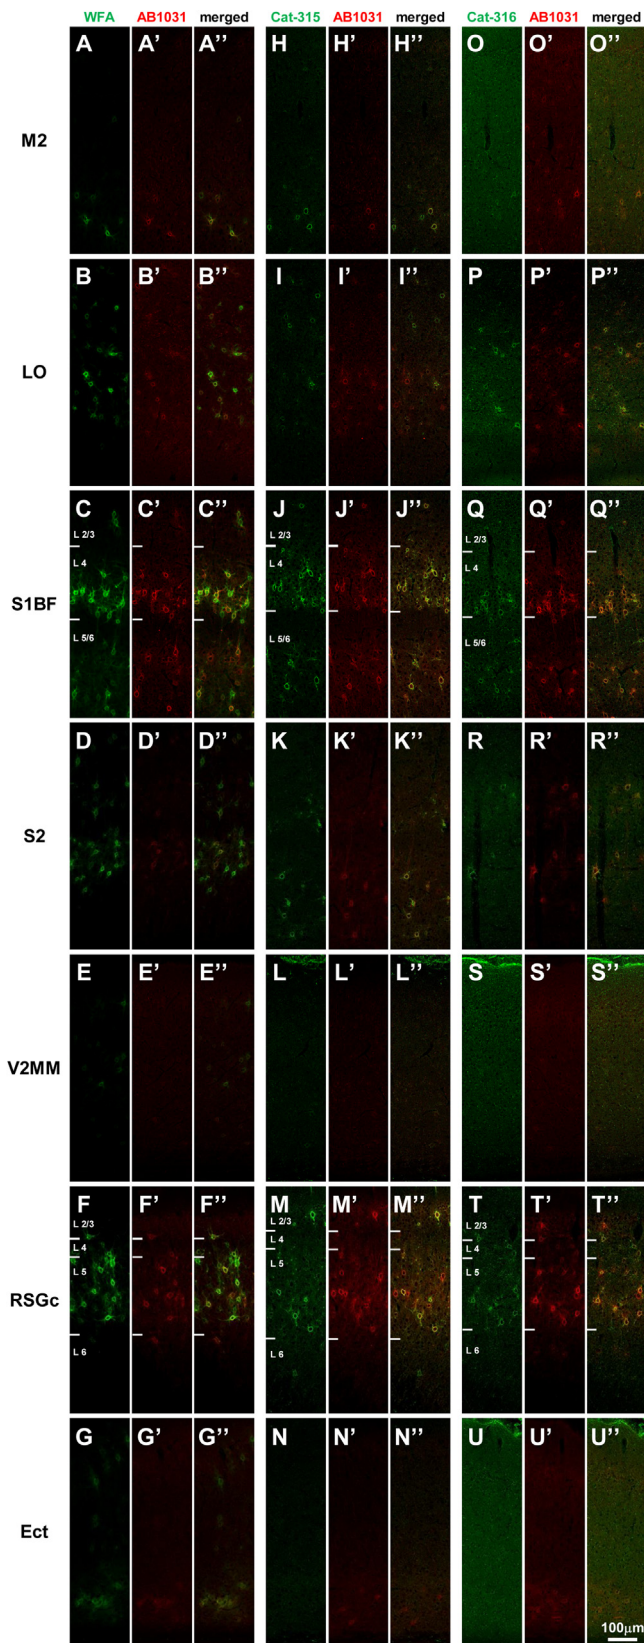 WFA AB1031 merged Cat-315 AB1031 merged Cat-316 AB1031 merged
A A’ A’’ H H’ H’’ O O’ O’’
M2
B B’ B’’ I I’ I’’ P P’ P’’
LO
C C’ C’’ J J’ J’’ Q Q’ Q’’
L 2/3 L 2/3 L 2/3
L 4 L 4 L 4
S1BF
L 5/6 L 5/6 L 5/6
D D’ D’’ K K’ K’’ R R’ R’’
S2
E E’ E’’ L L’ L’’ S S’ S’’
V2MM
F F’ F’’ M M’ M’’ T T’ T’’
L 2/3 L 2/3 L 2/3
L 4 L 4 L 4
L 5 L 5 L 5
RSGc
L 6 L 6 L 6
G G’ G’’ N N’ N’’ U U’ U’’
Ect
100μm